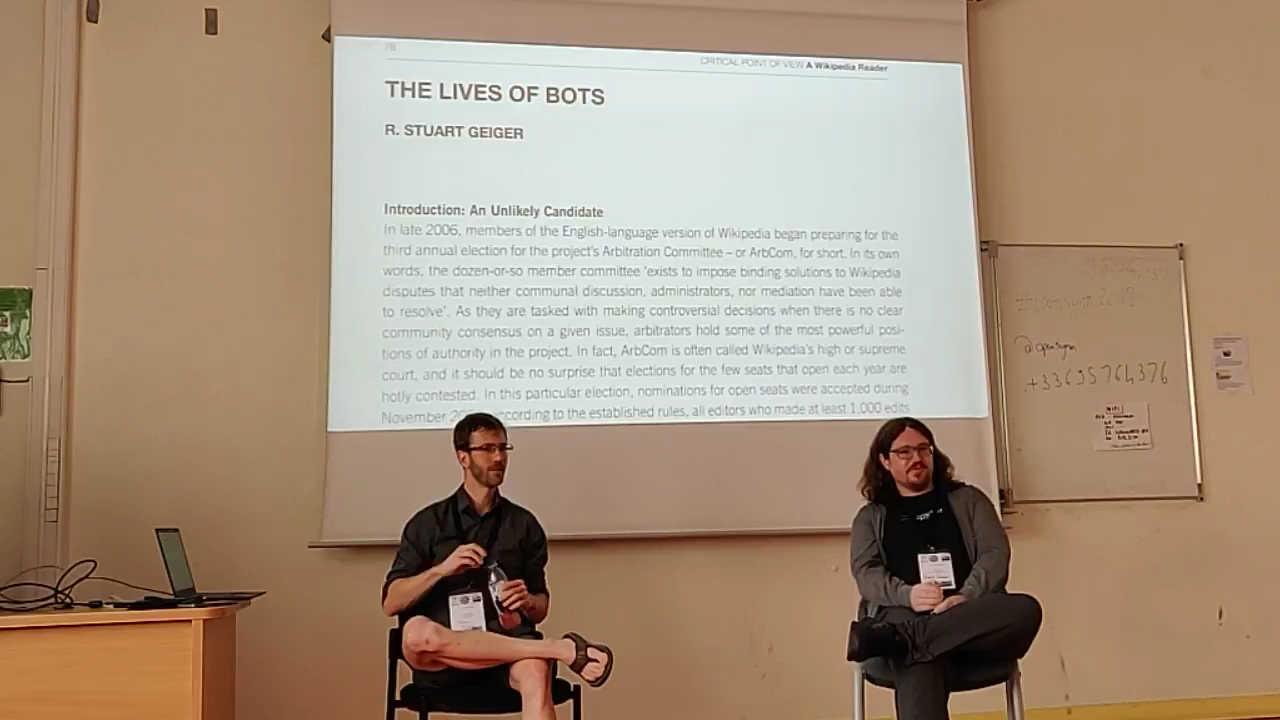 78
CRITICAL POINT OF VIEW A Wikipedia Reader
THE LIVES OF BOTS
R. STUART GEIGER
Introduction: An Unlikely Candidate
In late 2006, members of the English-language version of Wikipedia began preparing for the
third annual election for the project's Arbitration Committee – or ArbCom, for short. In its own
words, the dozen-or-so member committee 'exists to impose binding solutions to Wikipedia
disputes that neither communal discussion, administrators, nor mediation have been able
to resolve'. As they are tasked with making controversial decisions when there is no clear
community consensus on a given issue, arbitrators hold some of the most powerful posi-
tions of authority in the project. In fact, ArbCom is often called Wikipedia's high or supreme
court, and it should be no surprise that elections for the few seats that open each year are
hotly contested. In this particular election, nominations for open seats were accepted during
November according to the established rules, all editors who made at least 1,000 edits
#opensym2017
@opensym
+33695764376
WIFI